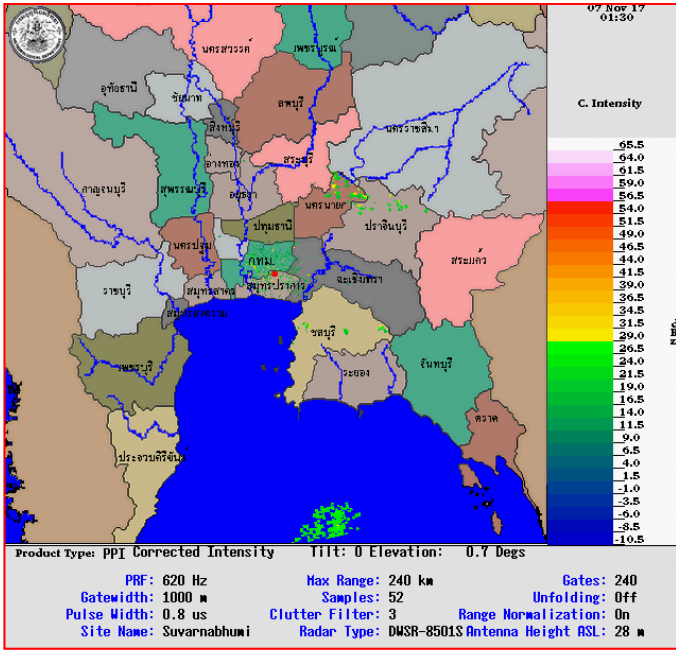 07 Nov 17
01:30
C. Intensity
นครสวรรค์
เพชรบูรณ์
อุทัยธานี
ชัยนาท
ลพบุรี
สิงห์บุรี
นครราชสีมา
อ่างทอง
สระบุรี
กาญจนบุรี
สุพรรณบุรี
อยุธยา
นครนายก
ปราจีนบุรี
ปทุมธานี
นครปฐม
กทม.
สระแก้ว
ราชบุรี
สมุทรสาคร
สมุทรปราการ
ฉะเชิงเทรา
สมุทรสงคราม
ชลบุรี
เพชรบุรี
ระยอง
จันทบุรี
ตราด
ประจวบคีรีขันธ์
65.5
64.0
61.5
59.0
56.5
54.0
51.5
49.0
46.5
44.0
41.5
39.0
36.5
34.0
31.5
29.0
26.5
24.0
21.5
19.0
16.5
14.0
11.5
9.0
6.5
4.0
1.5
-1.0
-3.5
-6.0
-8.5
-10.5
Product Type: PPI Corrected Intensity Tilt: 0 Elevation: 0.7 Degs
PRF: 620 Hz Max Range: 240 km Gates: 240
Gatewidth: 1000 m Samples: 52 Unfolding: Off
Pulse Width: 0.8 us Clutter Filter: 3 Range Normalization: On
Site Name: Suvarnabhumi Radar Type: DWSR-8501S Antenna Height ASL: 28 m